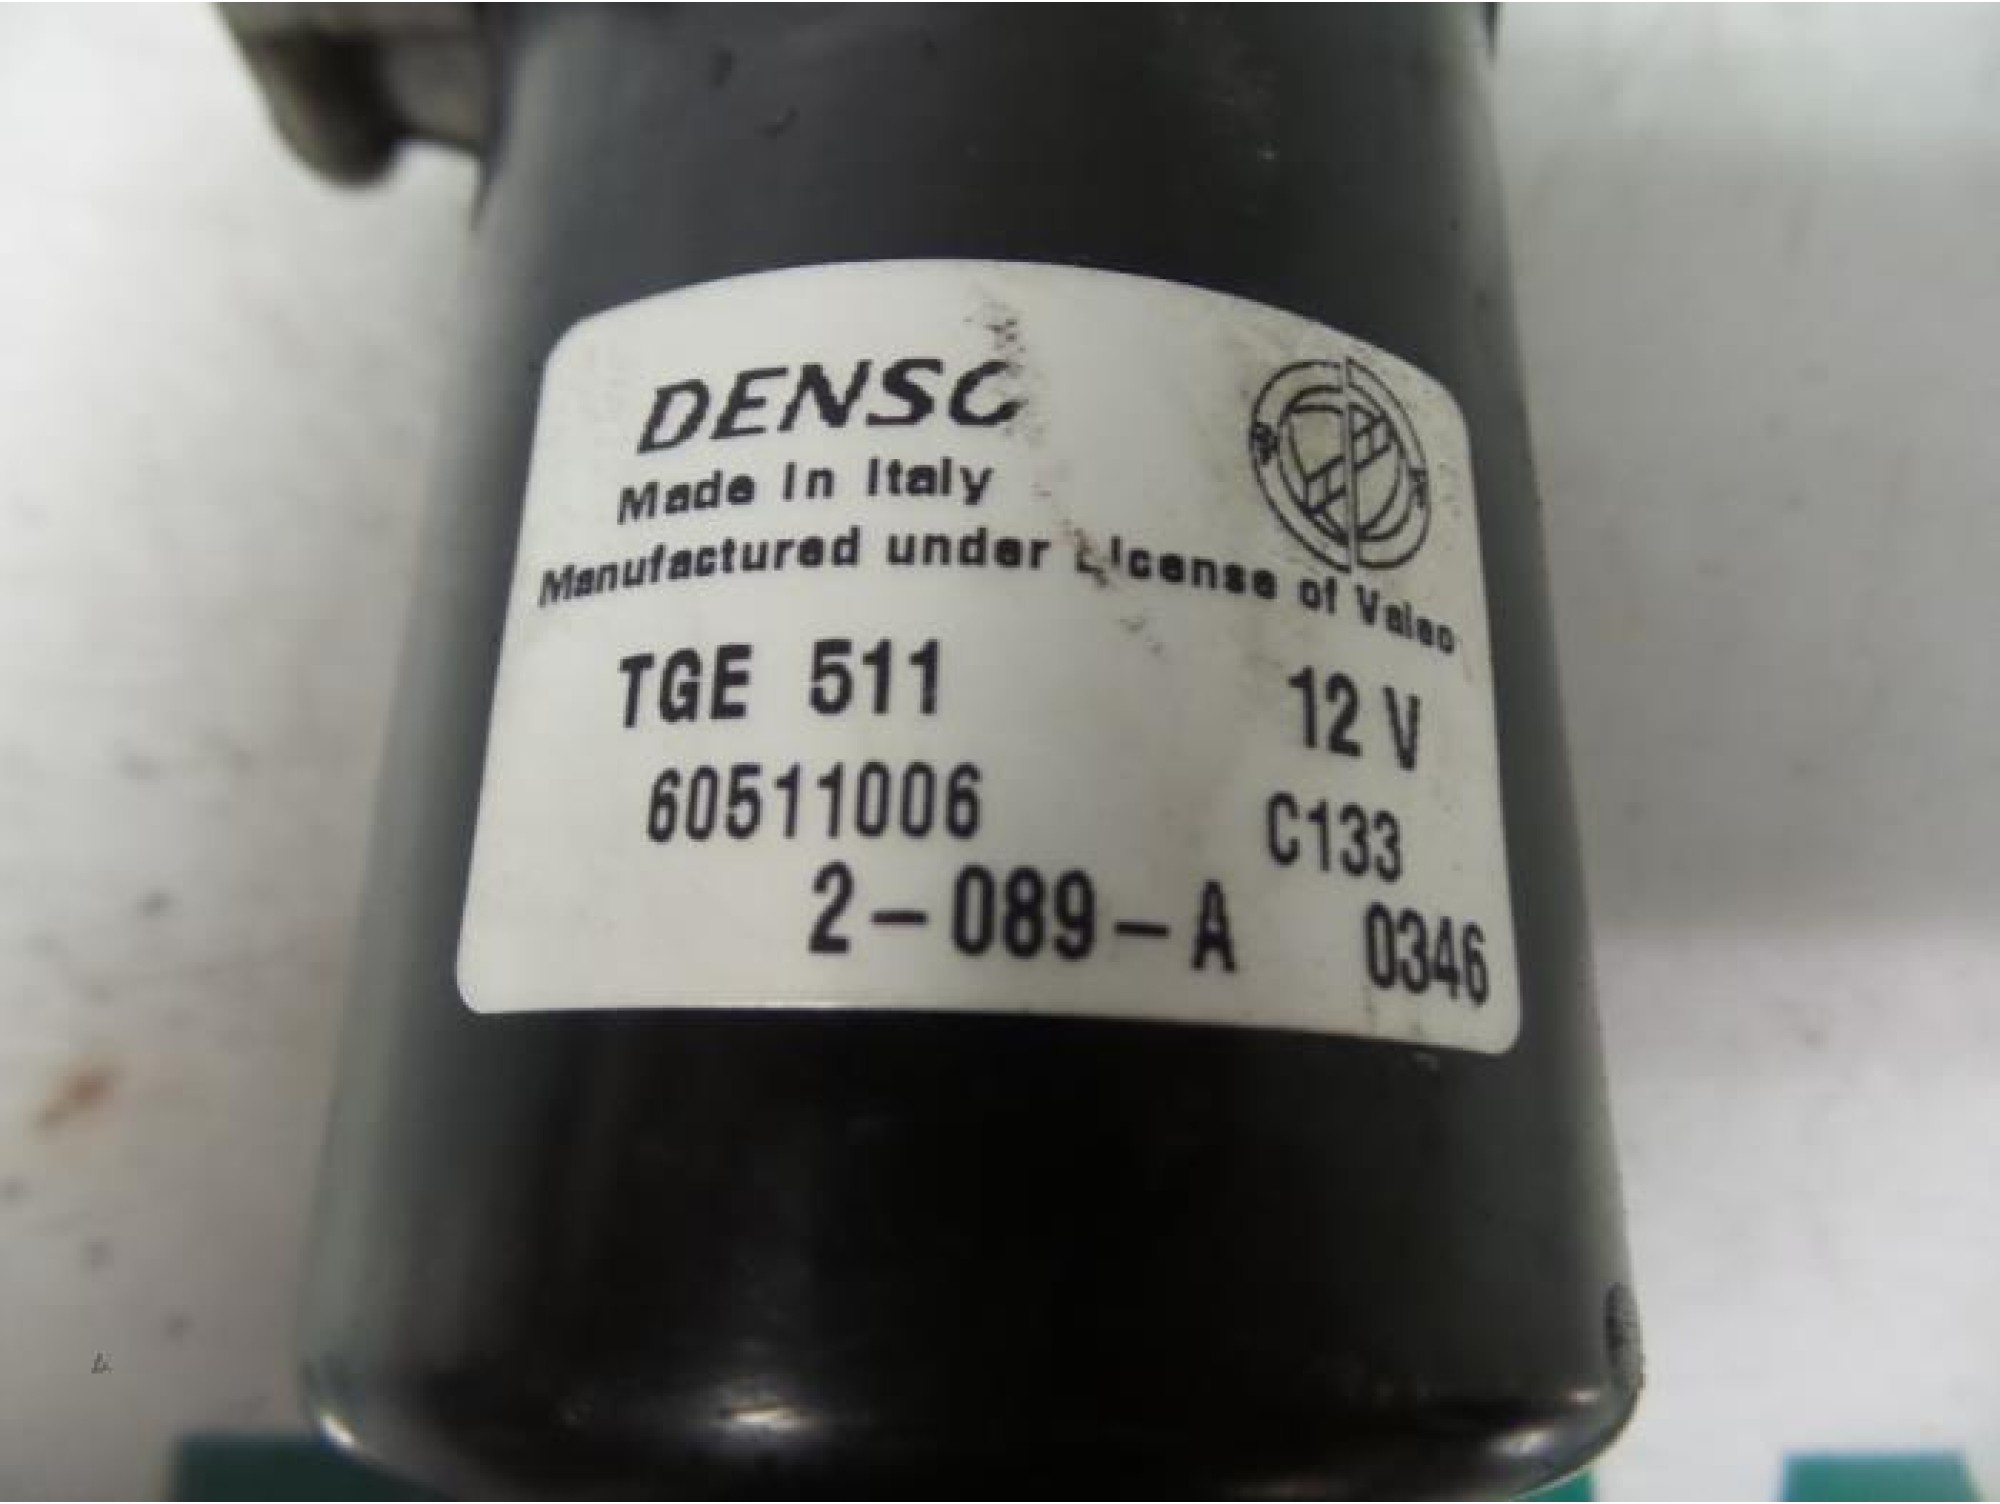 DENSO
Made in Italy
Manufactured under License of Valeo
TGE 511 12 V
60511006 C133
2-089-A 0346